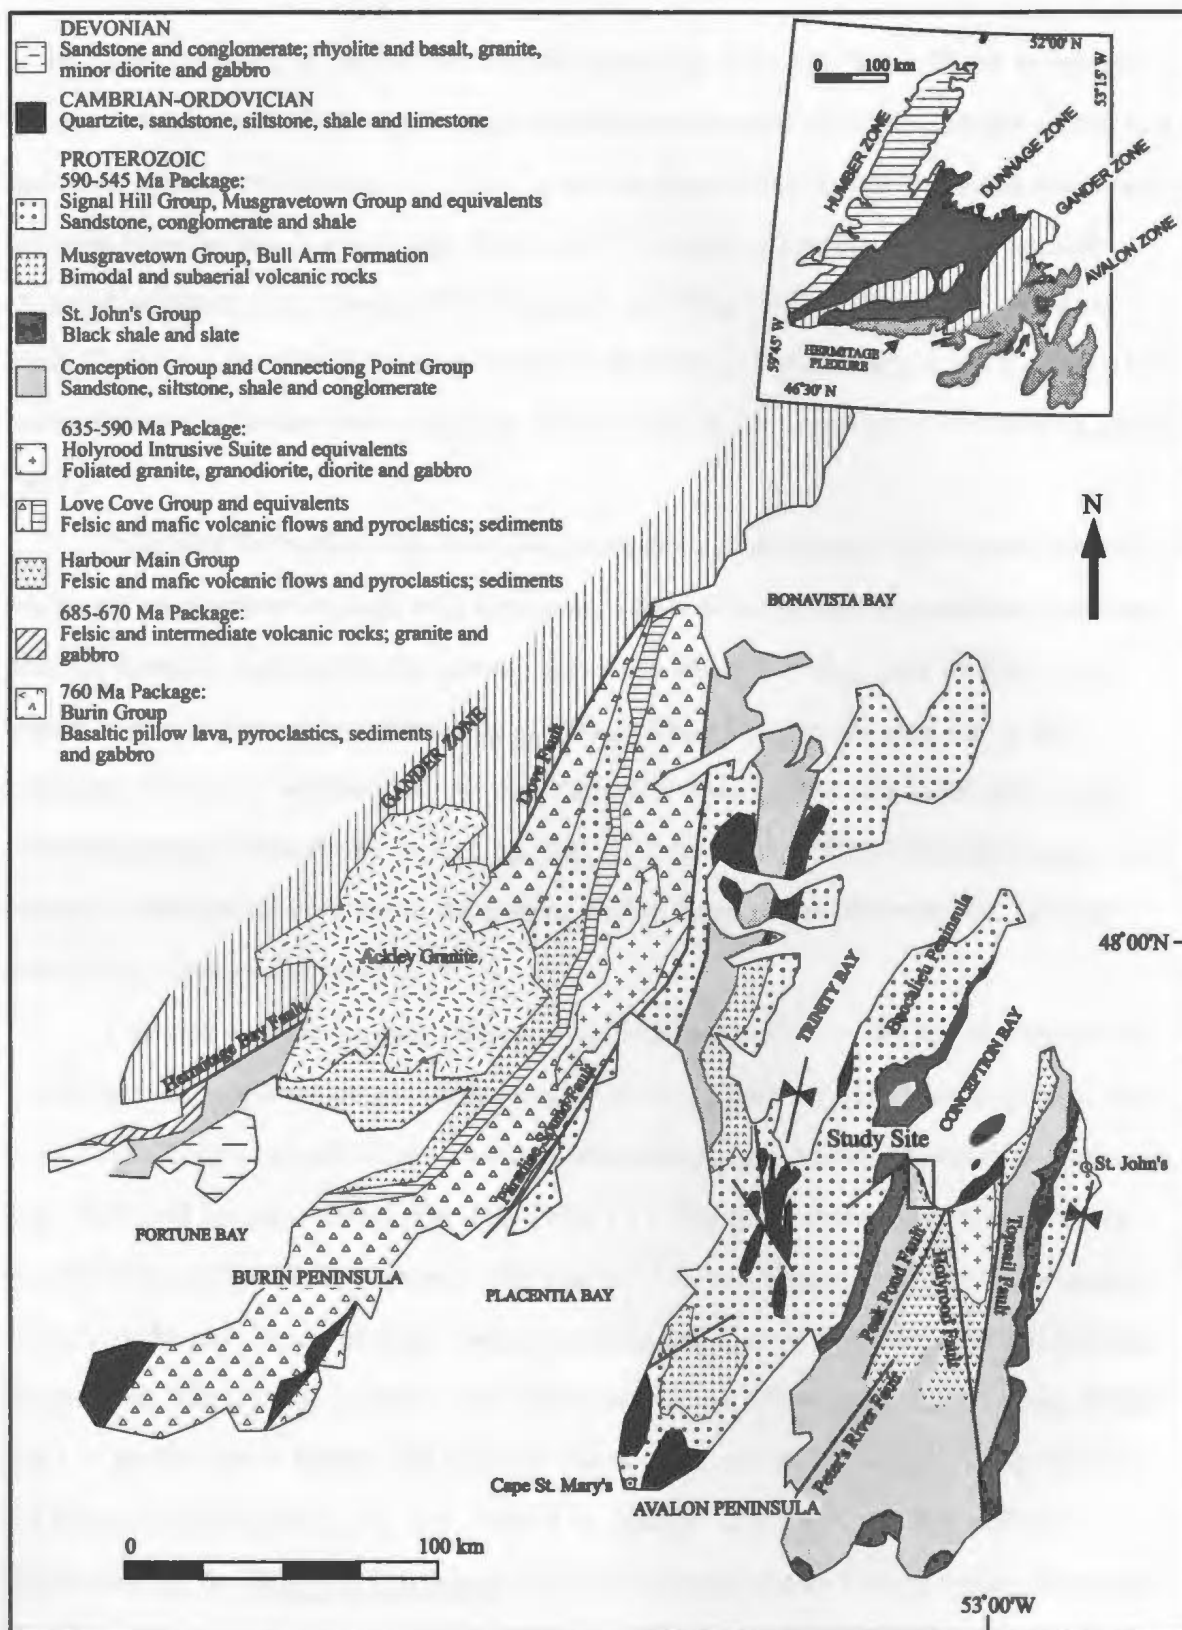 DEVONIAN
Sandstone and conglomerate; rhyolite and basalt, granite,
minor diorite and gabbro
CAMBRIAN-ORDOVICIAN
Quartzite, sandstone, siltstone, shale and limestone
PROTEROZOIC
590-545 Ma Package:
Signal Hill Group, Musgravetown Group and equivalents
Sandstone, conglomerate and shale
Musgravetown Group, Bull Arm Formation
Bimodal and subaerial volcanic rocks
St. John's Group
Black shale and slate
Conception Group and Connectiong Point Group
Sandstone, siltstone, shale and conglomerate
635-590 Ma Package:
Holyrood Intrusive Suite and equivalents
Foliated granite, granodiorite, diorite and gabbro
Love Cove Group and equivalents
Felsic and mafic volcanic flows and pyroclastics; sediments
Harbour Main Group
Felsic and mafic volcanic flows and pyroclastics; sediments
685-670 Ma Package:
Felsic and intermediate volcanic rocks; granite and
gabbro
760 Ma Package:
Burin Group
Basaltic pillow lava, pyroclastics, sediments
and gabbro
52°00' N
53°15' W
0 100 km
HUMBER ZONE
DUNNAGE ZONE
GANDER ZONE
AVALON ZONE
HERMITAGE
FLEXURE
59°45' W
46°30' N
N
BONAVISTA BAY
GANDER ZONE
Dove Fault
Ackley Granite
Hermitage Bay Fault
48°00'N
TRINITY BAY
Baccalieu Peninsula
CONCEPTION BAY
Study Site
St. John's
Paradise Sound Fault
FORTUNE BAY
BURIN PENINSULA
PLACENTIA BAY
Peak Pond Fault
Holyrood Fault
Topsail Fault
Peter's River Fault
Cape St. Mary's
AVALON PENINSULA
0 100 km
53°00'W